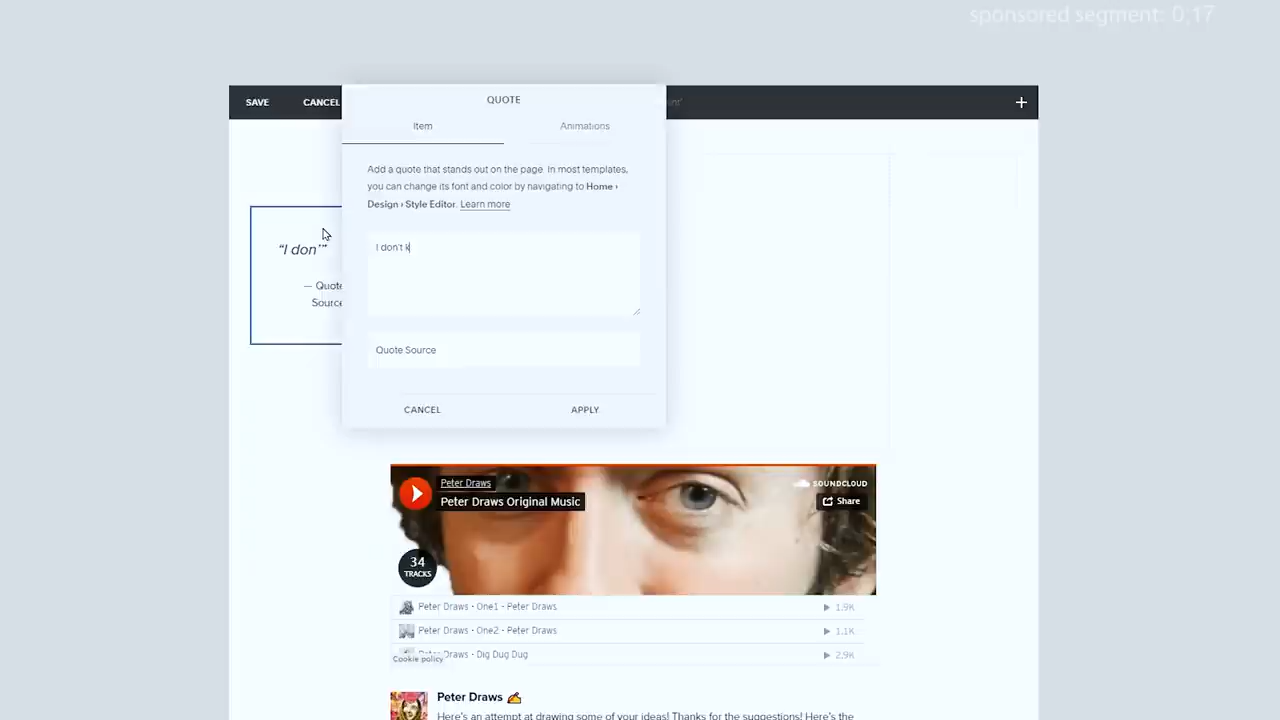 sponsored segment: 0:17
SAVE CANCEL
QUOTE
Item Animations
Add a quote that stands out on the page. In most templates,
you can change its font and color by navigating to Home ›
Design › Style Editor. Learn more
I don't k
“I don'”
— Quote
Source
Quote Source
CANCEL APPLY
Peter Draws
Peter Draws Original Music
SOUNDCLOUD
Share
34
TRACKS
Peter Draws - One1 - Peter Draws 1.9K
Peter Draws - One2 - Peter Draws 1.1K
Draws - Dig Dug Dug 2.9K
Cookie policy
Peter Draws
Here's an attempt at drawing some of your ideas! Thanks for the suggestions! Here's the